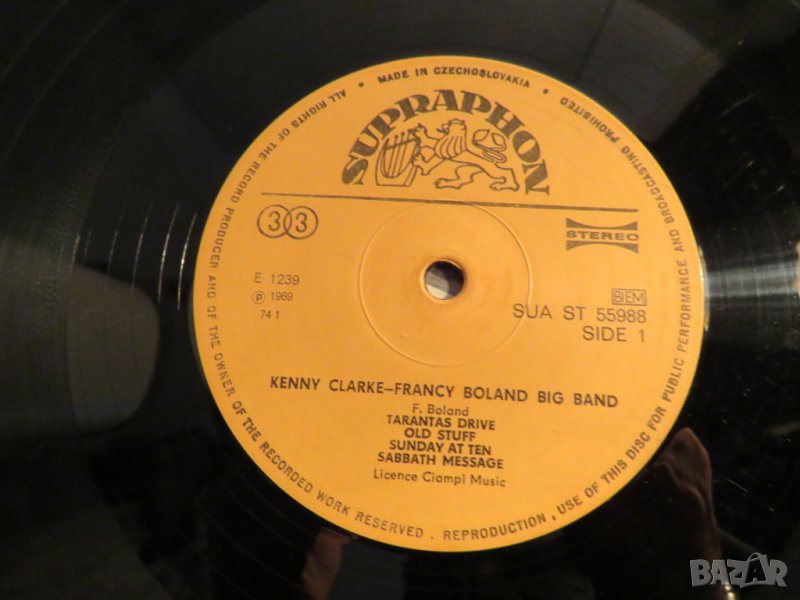 • MADE IN CZECHOSLOVAKIA •
ALL RIGHTS OF THE RECORD PRODUCER AND OF THE OWNER OF THE RECORDED WORK RESERVED . REPRODUCTION , USE OF THIS DISC FOR PUBLIC PERFORMANCE AND BROADCASTING PROHIBITED
SUPRAPHON
33
STEREO
E 1239
Ⓟ 1969
74 1
BIEM
SUA ST 55988
SIDE 1
KENNY CLARKE–FRANCY BOLAND BIG BAND
F. Boland
TARANTAS DRIVE
OLD STUFF
SUNDAY AT TEN
SABBATH MESSAGE
Licence Ciampi Music
BAZAR